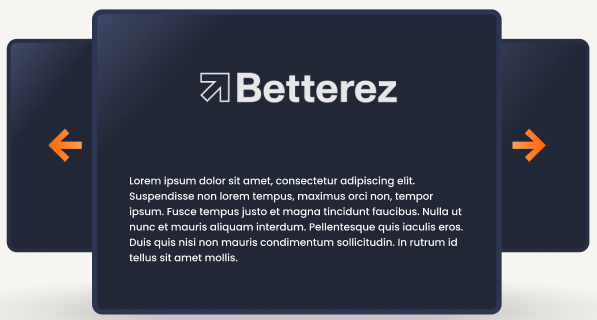 Betterez
Lorem ipsum dolor sit amet, consectetur adipiscing elit.
Suspendisse non lorem tempus, maximus orci non, tempor
ipsum. Fusce tempus justo et magna tincidunt faucibus. Nulla ut
nunc et mauris aliquam interdum. Pellentesque quis iaculis eros.
Duis quis nisi non mauris condimentum sollicitudin. In rutrum id
tellus sit amet mollis.